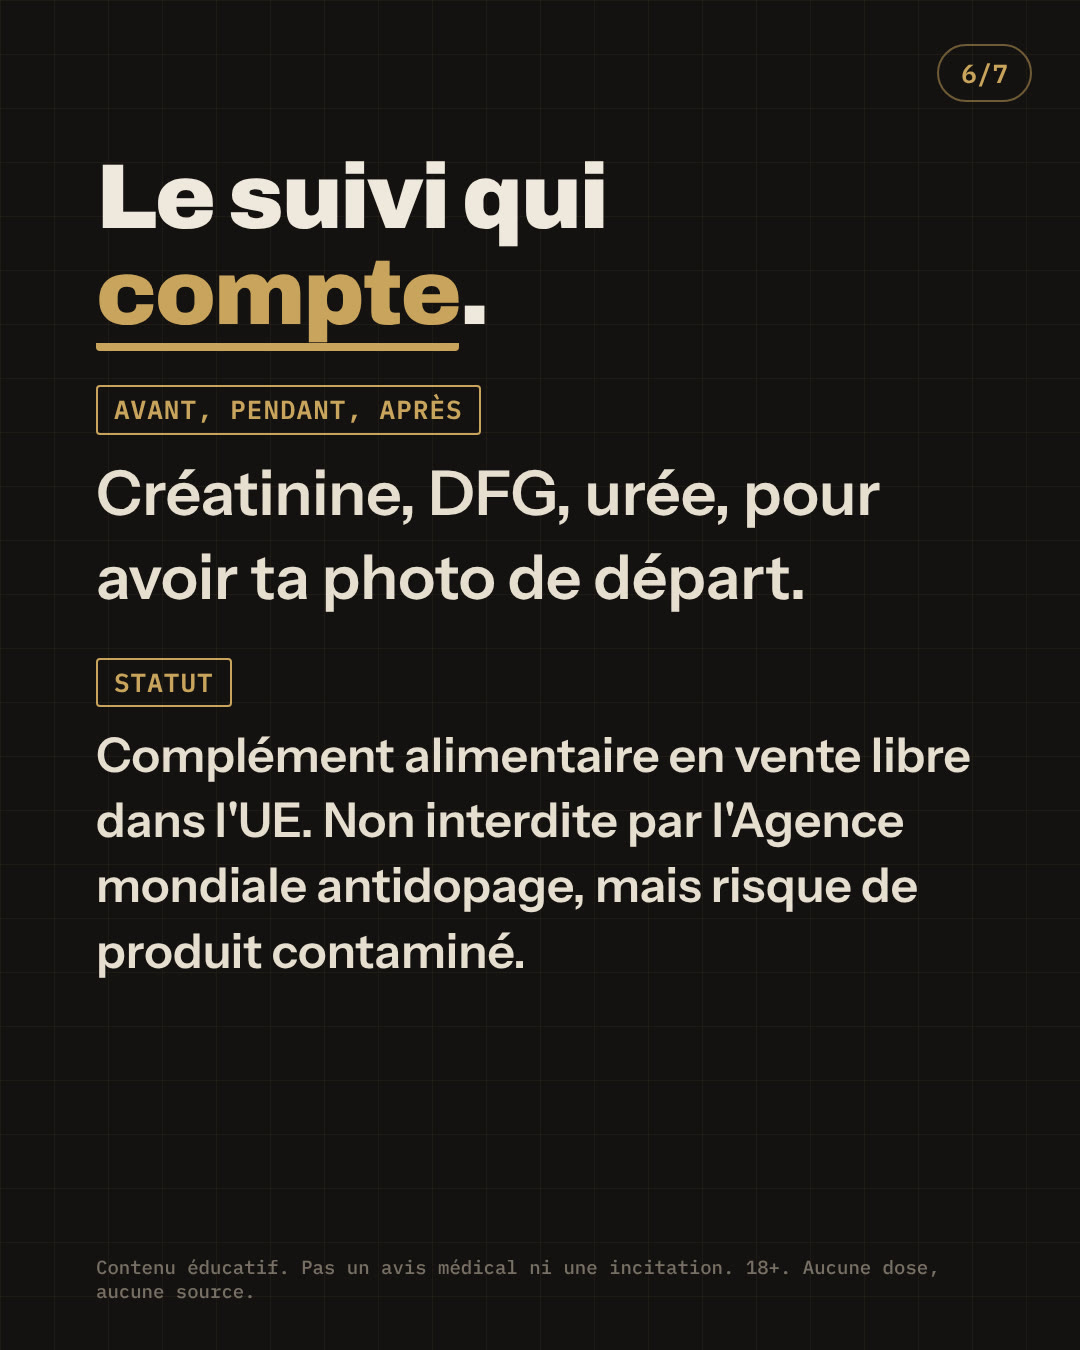 6/7
Le suivi qui
compte.
AVANT, PENDANT, APRÈS
Créatinine, DFG, urée, pour
avoir ta photo de départ.
STATUT
Complément alimentaire en vente libre
dans l'UE. Non interdite par l'Agence
mondiale antidopage, mais risque de
produit contaminé.
Contenu éducatif. Pas un avis médical ni une incitation. 18+. Aucune dose,
aucune source.